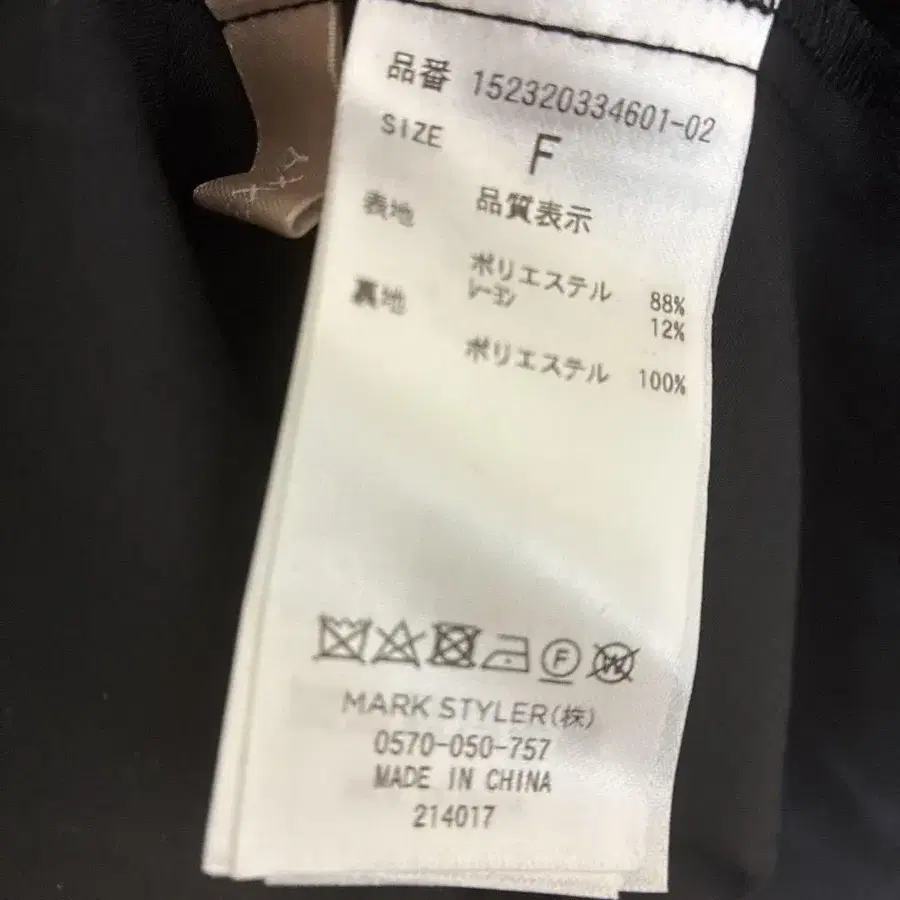 品番 152320334601-02
SIZE F
品質表示
表地
ポリエステル 88%
レーヨン 12%
裏地
ポリエステル 100%
F
W
MARK STYLER(株)
0570-050-757
MADE IN CHINA
214017